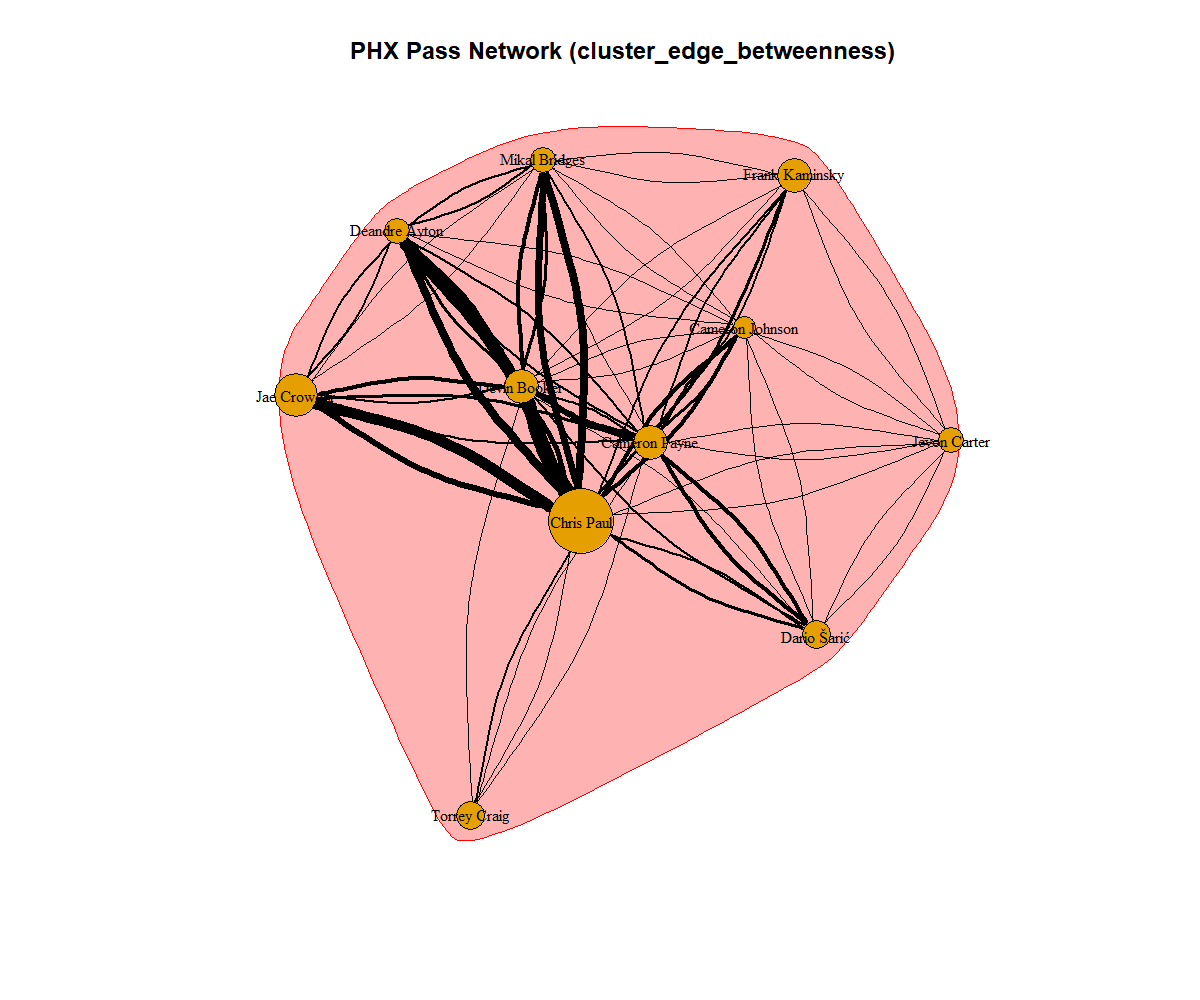 PHX Pass Network (cluster_edge_betweenness)
Mikal Bridges
Frank Kaminsky
Deandre Ayton
Cameron Johnson
Devin Booker
Jae Crowder
Cameron Payne
Jevon Carter
Chris Paul
Dario Šarić
Torrey Craig